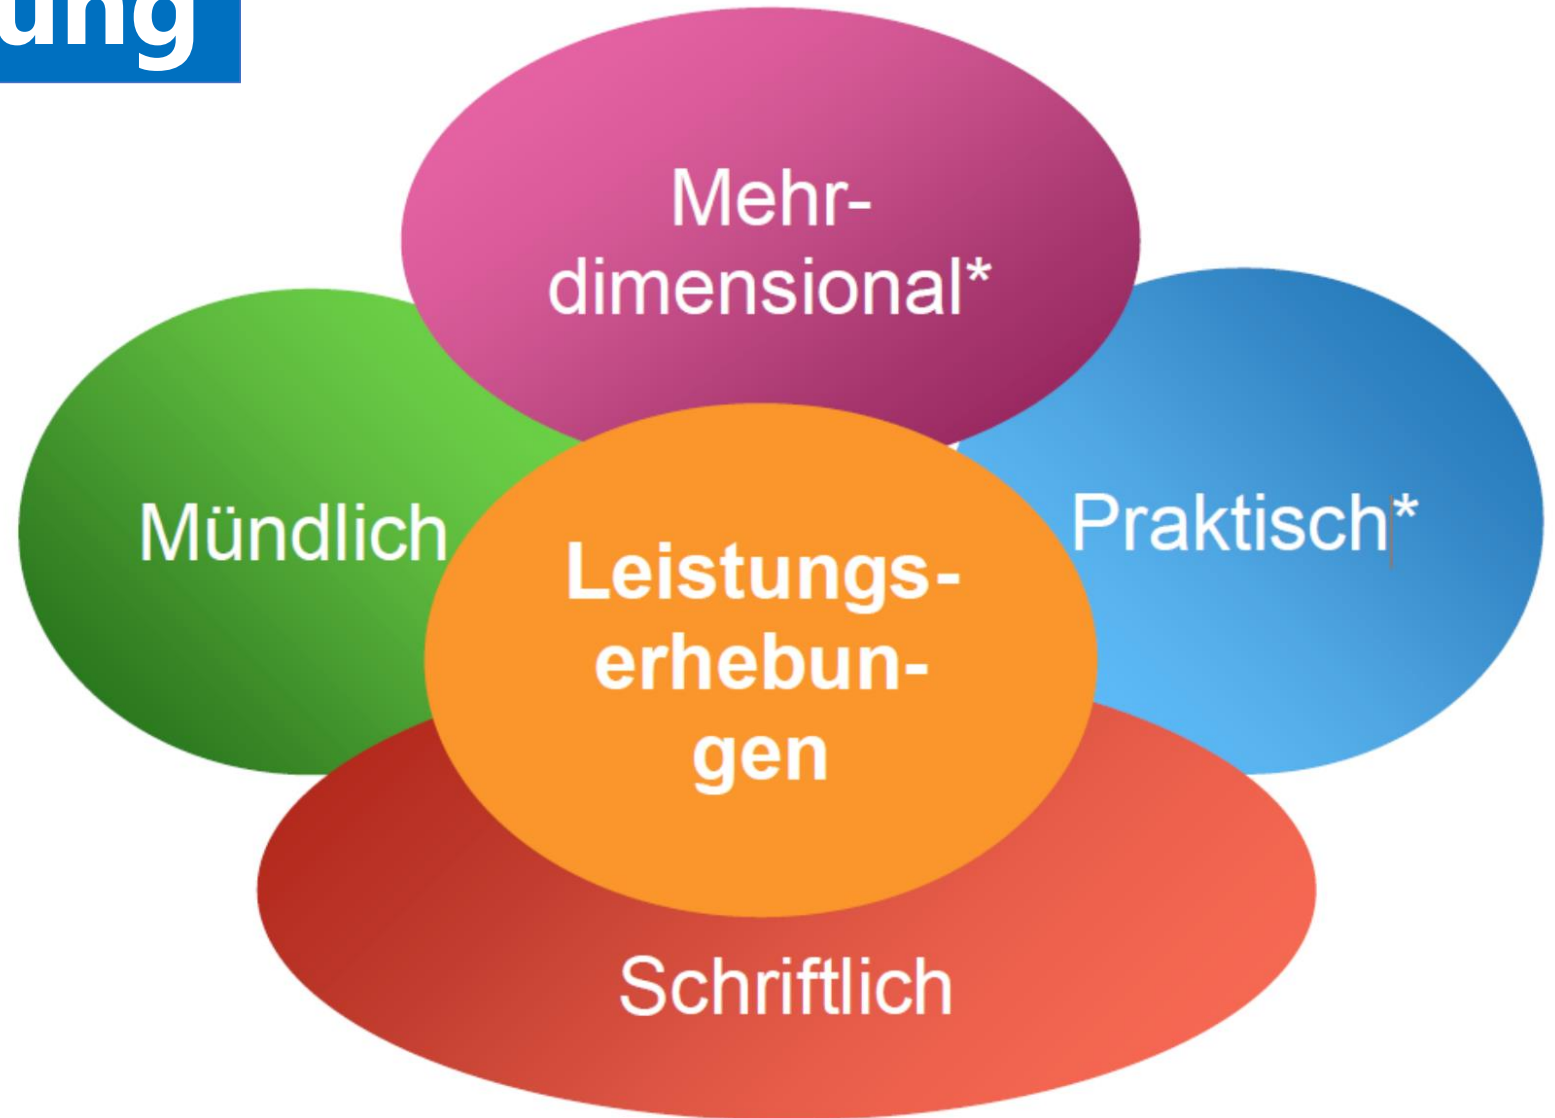 ung
Mehr-
dimensional*
Mündlich
Praktisch*
Leistungs-
erhebun-
gen
Schriftlich